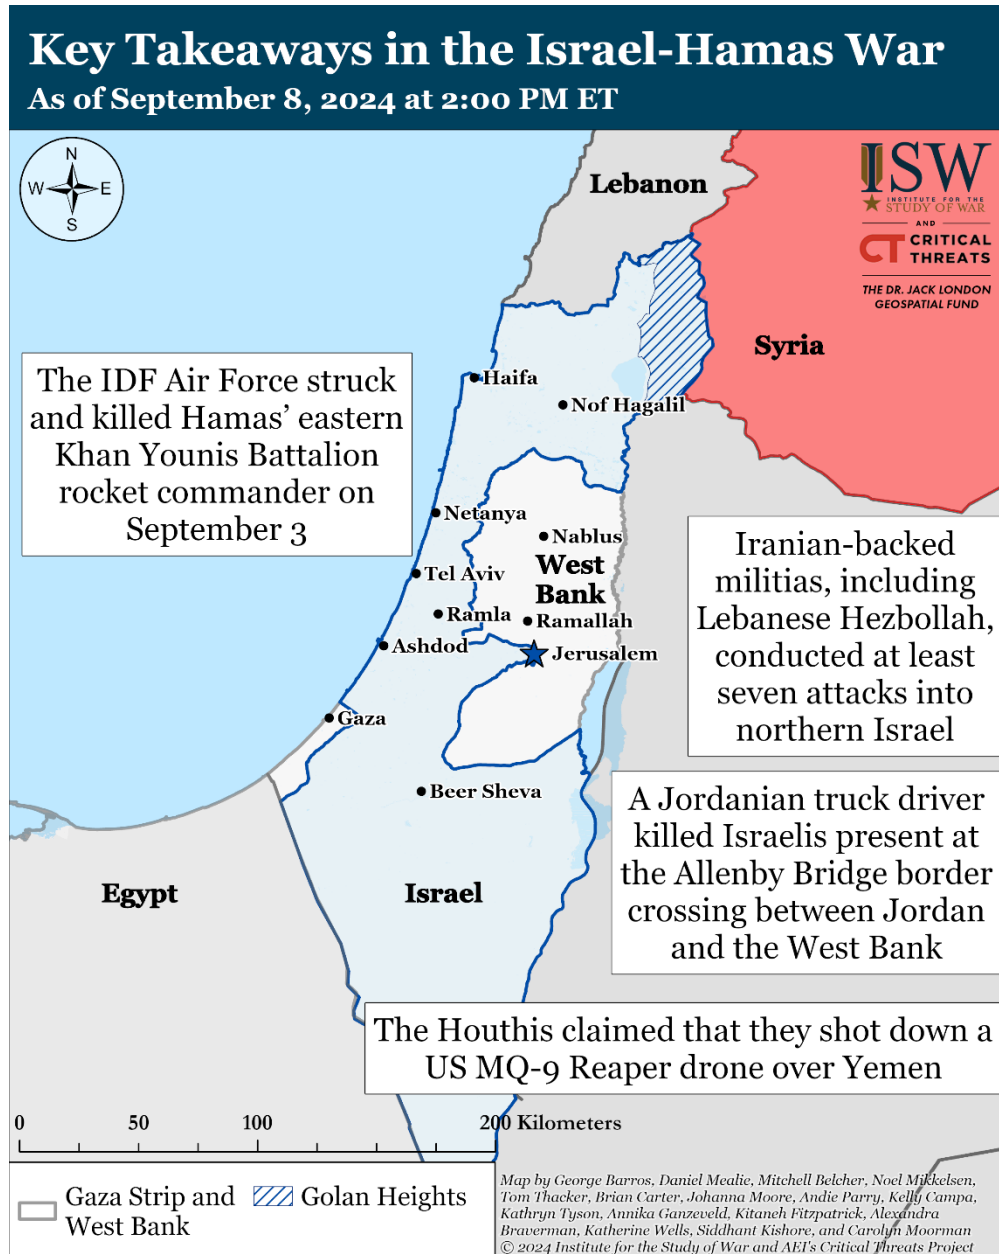 Key Takeaways in the Israel-Hamas War
As of September 8, 2024 at 2:00 PM ET
N
W
E
S
Lebanon
ISW
INSTITUTE FOR THE
STUDY OF WAR
AND
CT CRITICAL
THREATS
THE DR. JACK LONDON
GEOSPATIAL FUND
Syria
The IDF Air Force struck
and killed Hamas’ eastern
Khan Younis Battalion
rocket commander on
September 3
Haifa
Nof Hagalil
Netanya
Nablus
West
Bank
Tel Aviv
Ramla
Ramallah
Ashdod
Jerusalem
Gaza
Beer Sheva
Iranian-backed
militias, including
Lebanese Hezbollah,
conducted at least
seven attacks into
northern Israel
A Jordanian truck driver
killed Israelis present at
the Allenby Bridge border
crossing between Jordan
and the West Bank
Egypt
Israel
The Houthis claimed that they shot down a
US MQ-9 Reaper drone over Yemen
0 50 100 200 Kilometers
Gaza Strip and
West Bank
Golan Heights
Map by George Barros, Daniel Mealie, Mitchell Belcher, Noel Mikkelsen,
Tom Thacker, Brian Carter, Johanna Moore, Andie Parry, Kelly Campa,
Kathryn Tyson, Annika Ganzeveld, Kitaneh Fitzpatrick, Alexandra
Braverman, Katherine Wells, Siddhant Kishore, and Carolyn Moorman
© 2024 Institute for the Study of War and AEI's Critical Threats Project